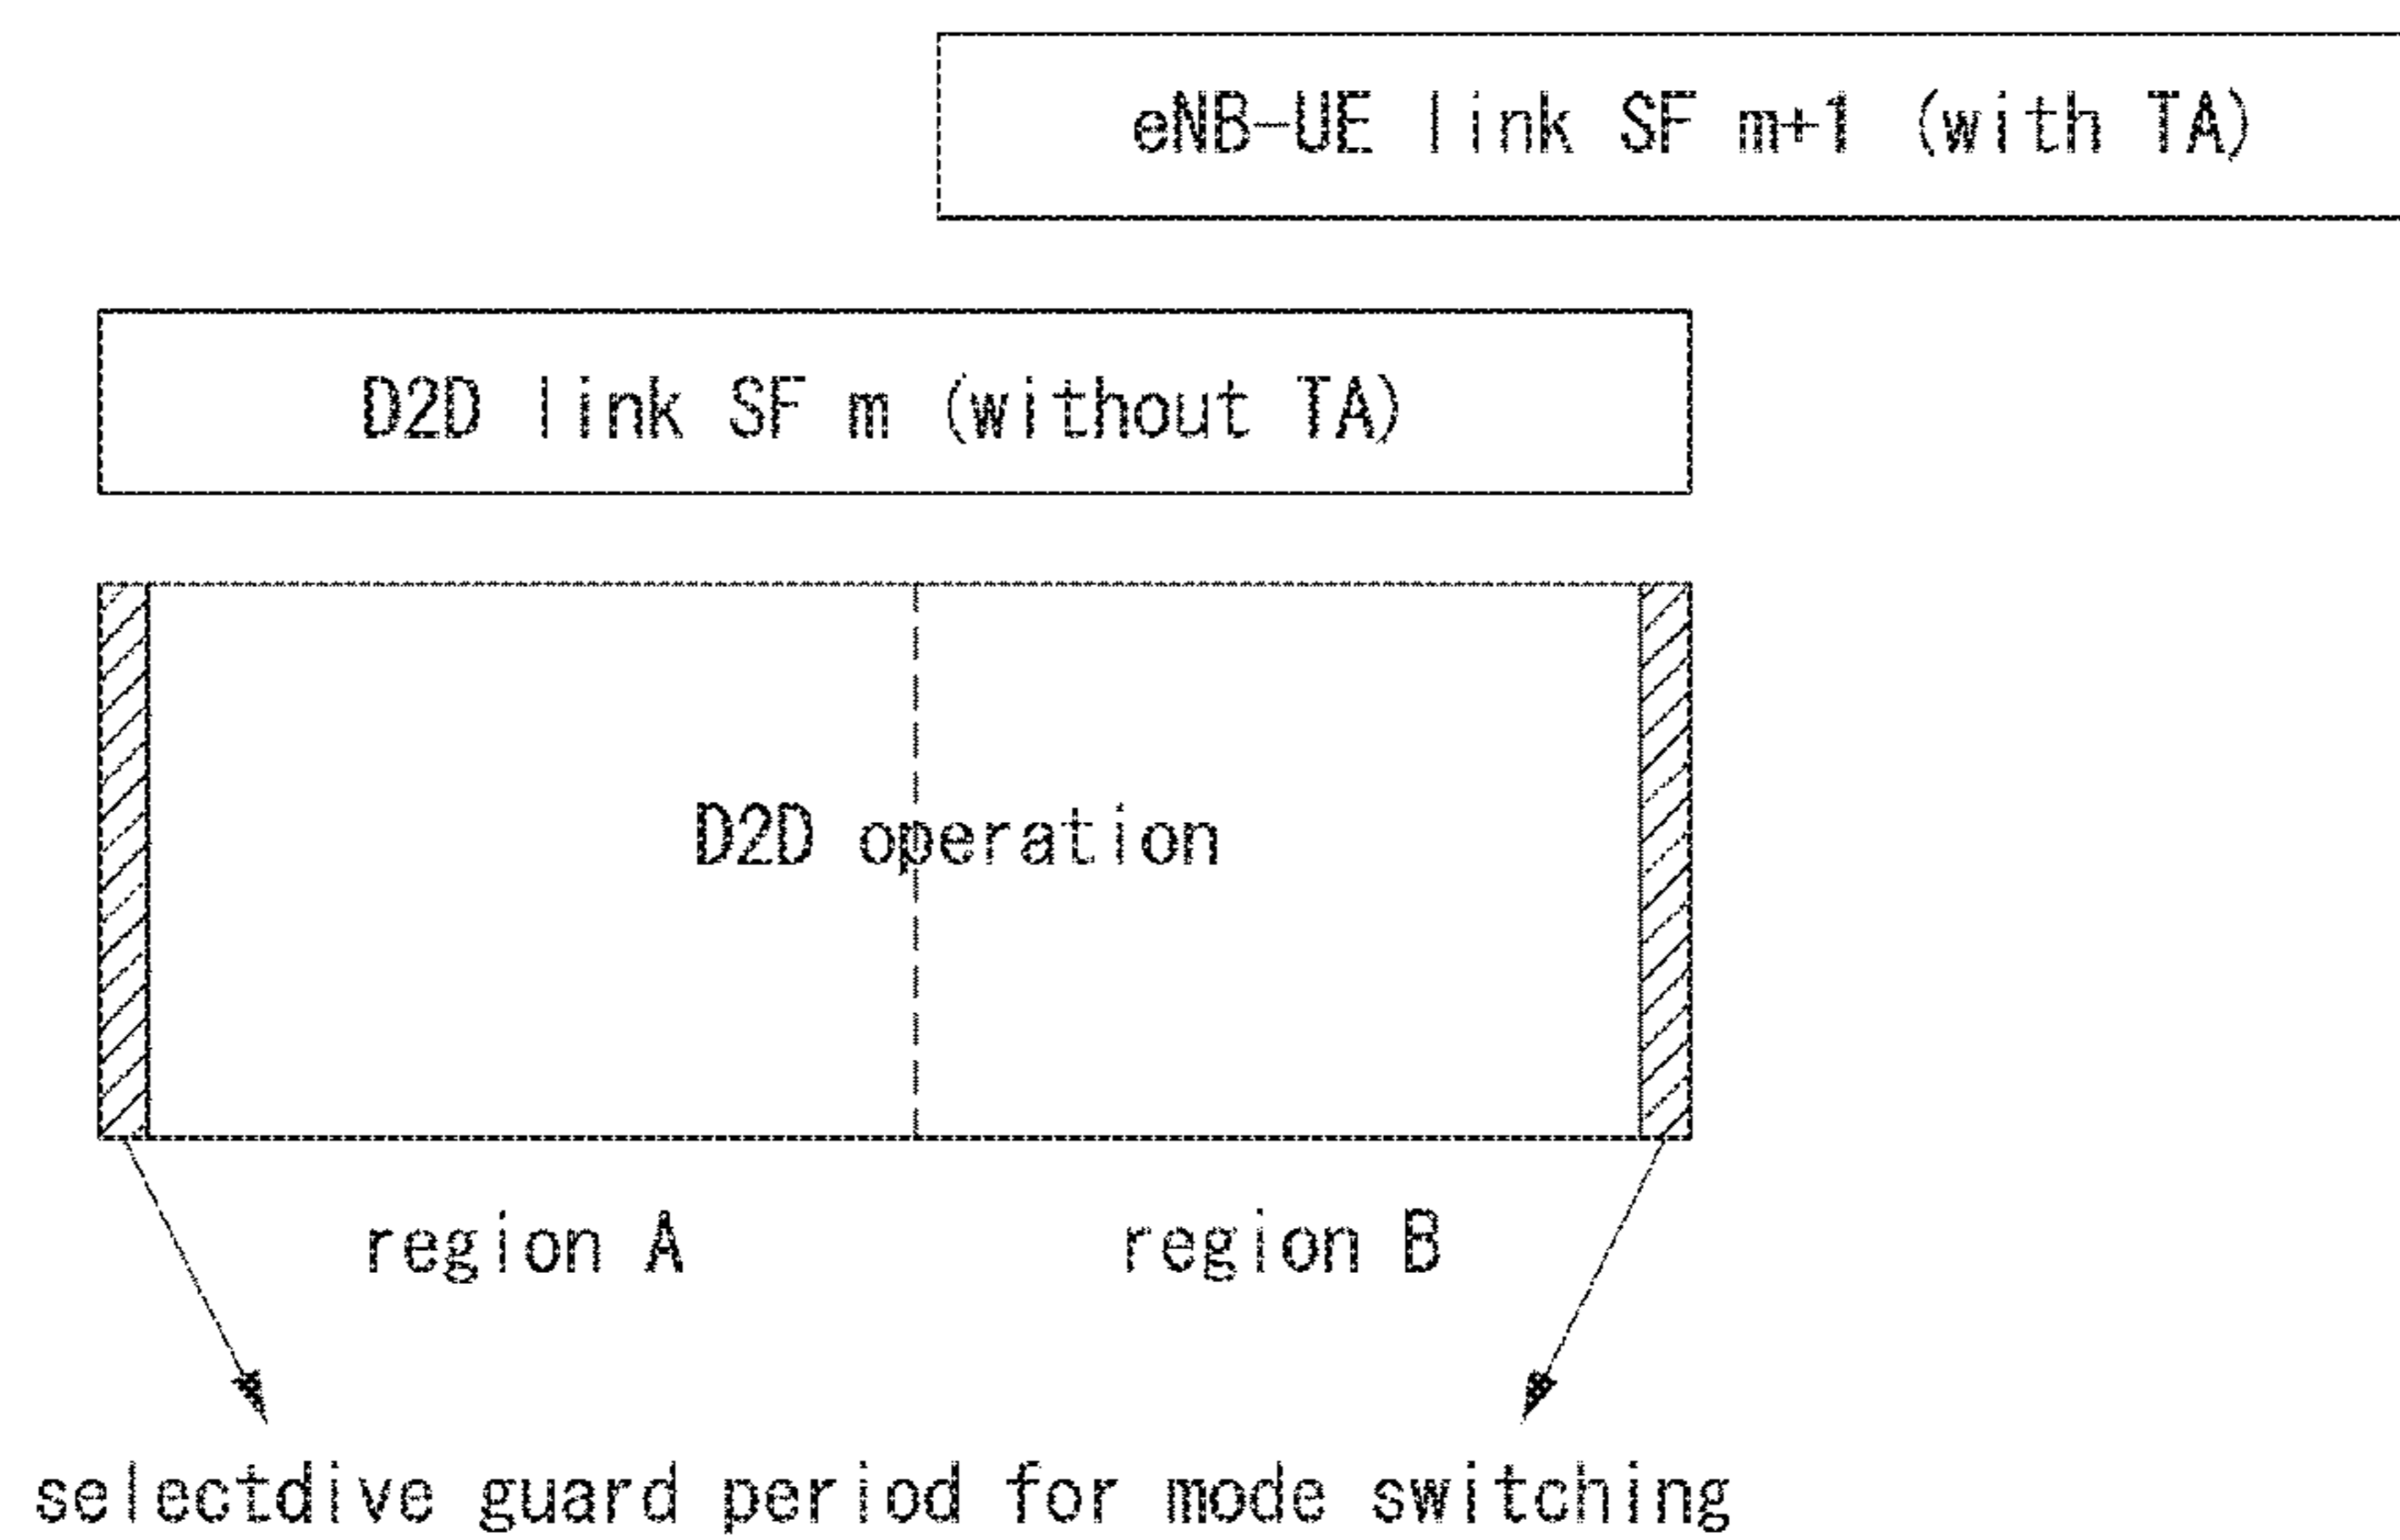 eNB-UE link SF m+1 (with TA)
D2D link SF m (without TA)
D2D operation
region A
region B
selectdive guard period for mode switching